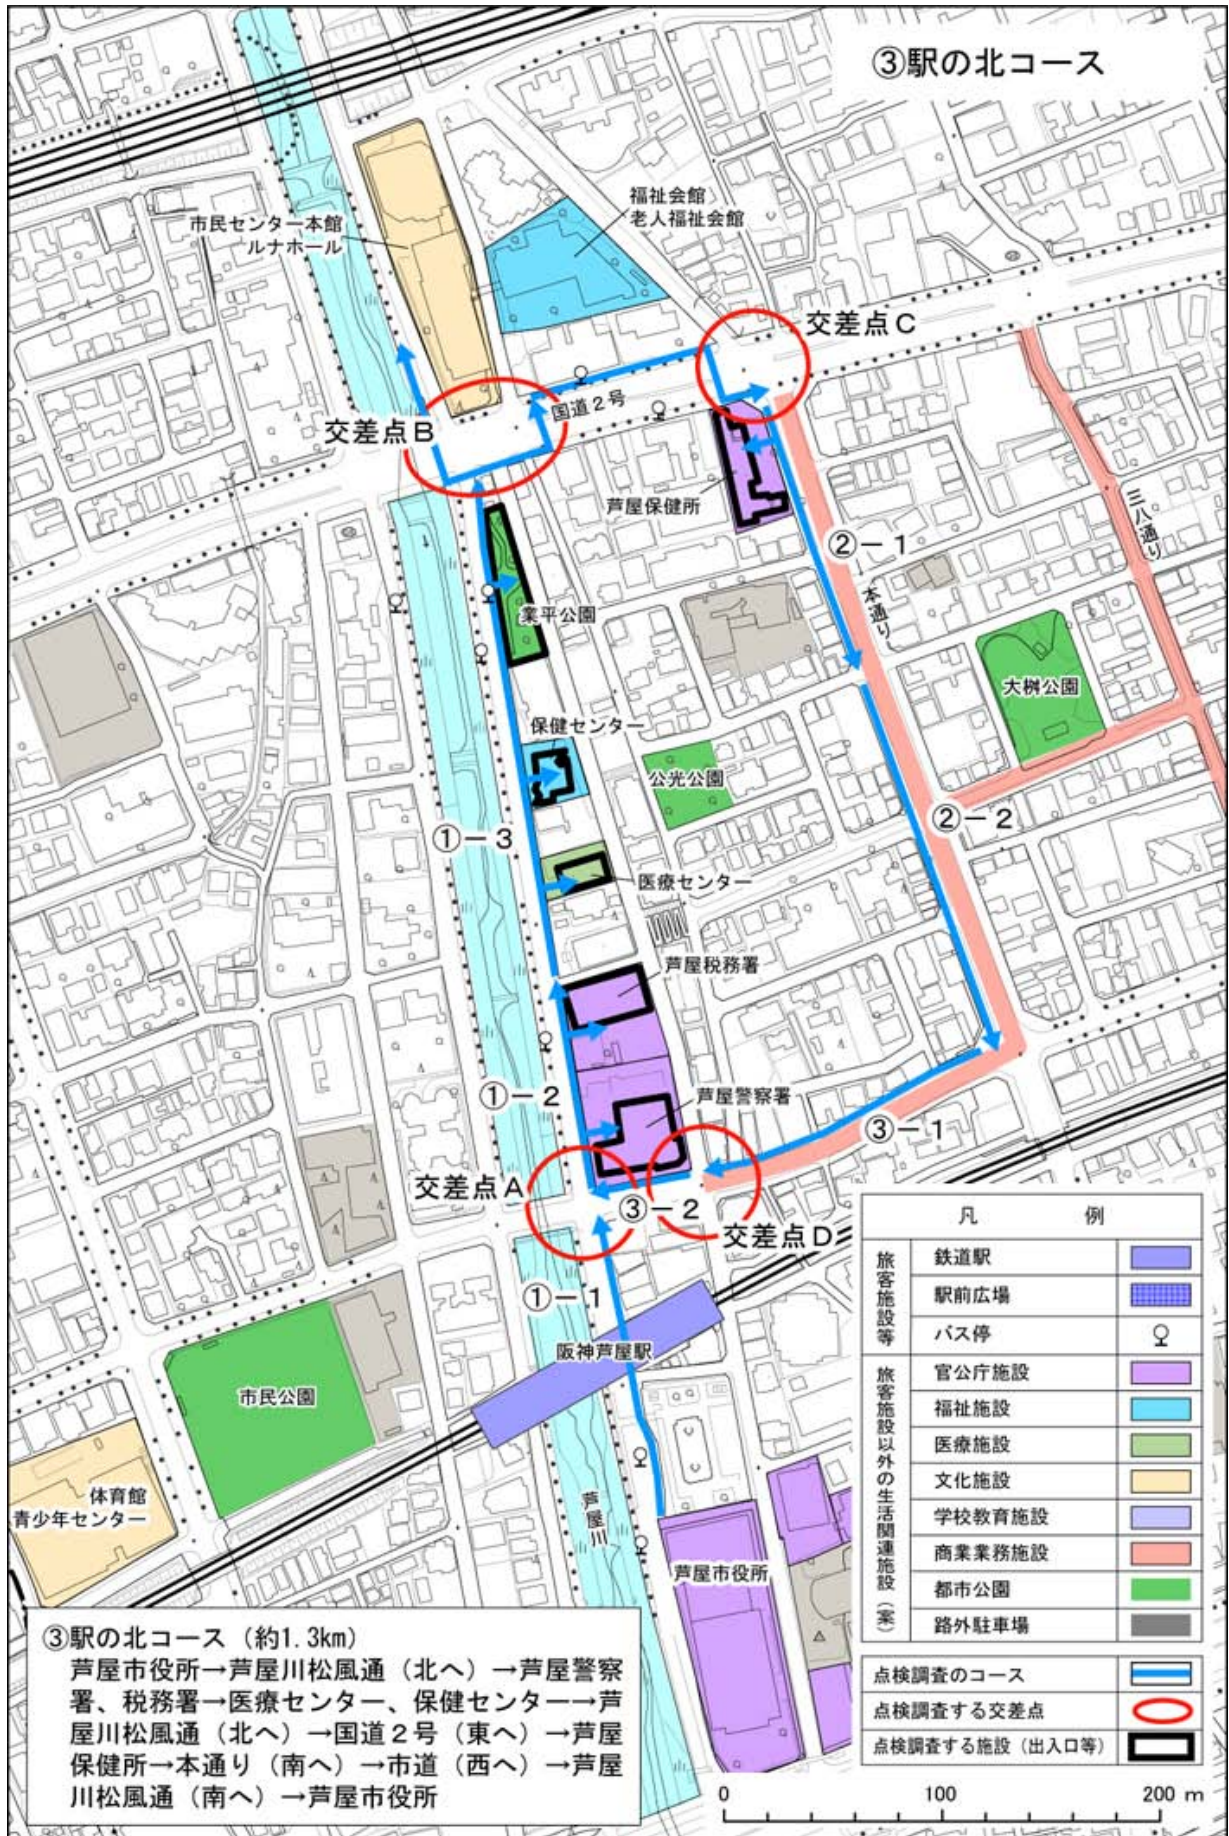 ③駅の北コース
福祉会館
老人福祉会館
市民センター本館
ルナホール
交差点C
国道2号
交差点B
芦屋保健所
②-1
三八通り
本通り
業平公園
大桝公園
保健センター
公光公園
②-2
①-3
医療センター
芦屋税務署
①-2
芦屋警察署
③-1
交差点A
③-2
交差点D
①-1
阪神芦屋駅
市民公園
体育館
青少年センター
芦屋川
芦屋市役所
凡例
旅客施設等
鉄道駅
駅前広場
バス停
旅客施設以外の生活関連施設(案)
官公庁施設
福祉施設
医療施設
文化施設
学校教育施設
商業業務施設
都市公園
路外駐車場
点検調査のコース
点検調査する交差点
点検調査する施設(出入口等)
③駅の北コース(約1.3km)
芦屋市役所→芦屋川松風通(北へ)→芦屋警察
署、税務署→医療センター、保健センター→芦
屋川松風通(北へ)→国道2号(東へ)→芦屋
保健所→本通り(南へ)→市道(西へ)→芦屋
川松風通(南へ)→芦屋市役所
0 100 200 m